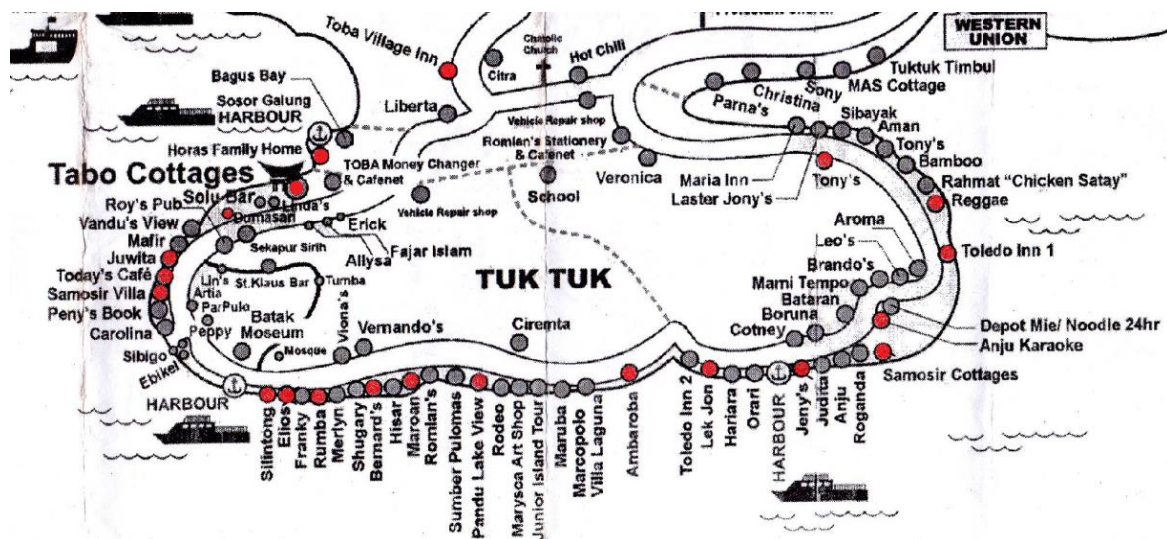 WESTERN
UNION
Toba Village Inn
Citra
Church
Hot Chili
Tuktuk Timbul
MAS Cottage
Sony
Christina
Parna's
Bagus Bay
Sosor Galung
HARBOUR
Liberta
Vehicle Repair shop
Sibayak
Aman
Tony's
Bamboo
Rahmat "Chicken Satay"
Reggae
Horas Family Home
TOBA Money Changer
& Cafenet
Romlan's Stationery
& Cafenet
Veronica
Maria Inn
Laster Jony's
Tony's
Tabo Cottages
Solu Bar
Linda's
School
Vehicle Repair shop
Roy's Pub
Vandu's View
Mafir
Juwita
Today's Café
Samosir Villa
Peny's Book
Carolina
Sibigo
Ebikel
Erick
Fajar Islam
Allysa
Sekapur Sirih
Lin's
Artia
St.Klaus Bar
Tumba
Peppy
Batak
Moseum
Mosque
Viona's
Vernando's
TUK TUK
Ciremta
Aroma
Leo's
Brando's
Mami Tempo
Bataran
Boruna
Cotney
Toledo Inn 1
Depot Mie/ Noodle 24hr
Anju Karaoke
Samosir Cottages
HARBOUR
Silintong
Elios
Franky
Rumba
Merlyn
Shugary
Bernard's
Hisar
Maroan
Romlan's
Sumber Pulomas
Pandu Lake View
Rodeo
Marysca Art Shop
Junior Island Tour
Maruba
Marcopolo
Villa Laguna
Ambaroba
Toledo Inn 2
Lek Jon
Hariara
Orari
HARBOUR
Jeny's
Judita
Anju
Roganda